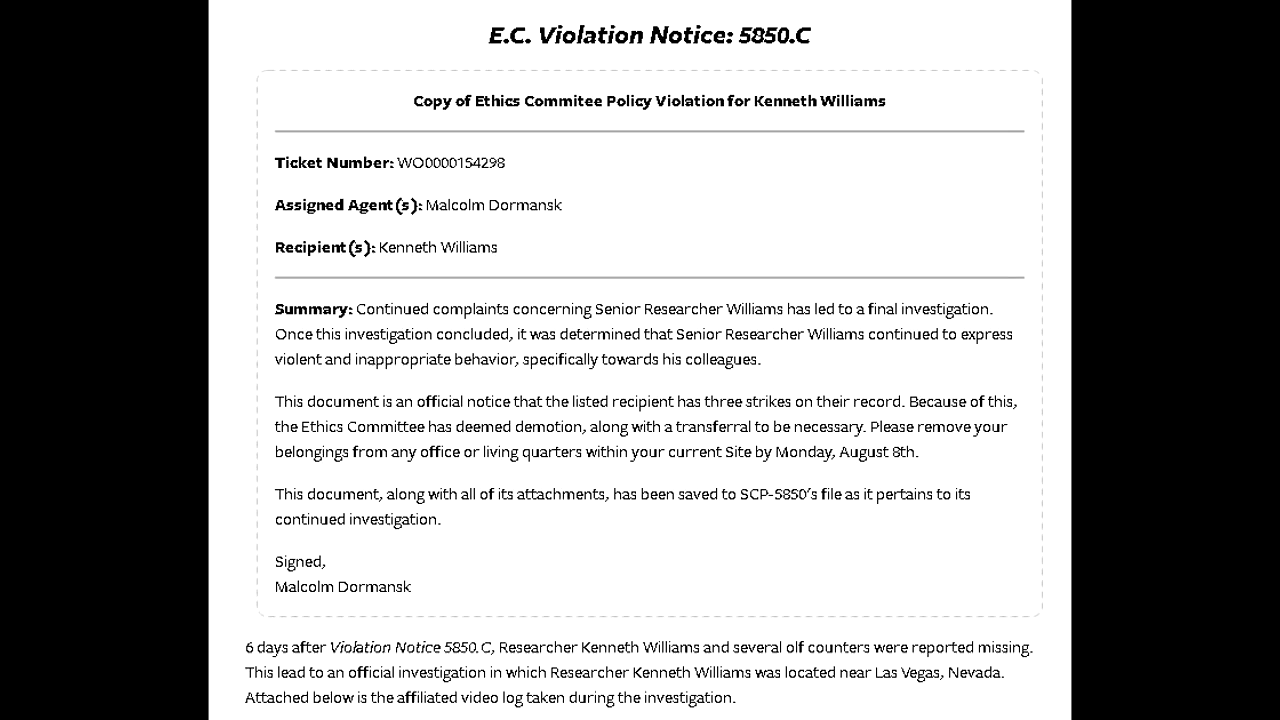 E.C. Violation Notice: 5850.C
Copy of Ethics Commitee Policy Violation for Kenneth Williams
Ticket Number: WO0000154298
Assigned Agent(s): Malcolm Dormansk
Recipient(s): Kenneth Williams
Summary: Continued complaints concerning Senior Researcher Williams has led to a final investigation.
Once this investigation concluded, it was determined that Senior Researcher Williams continued to express
violent and inappropriate behavior, specifically towards his colleagues.
This document is an official notice that the listed recipient has three strikes on their record. Because of this,
the Ethics Committee has deemed demotion, along with a transferral to be necessary. Please remove your
belongings from any office or living quarters within your current Site by Monday, August 8th.
This document, along with all of its attachments, has been saved to SCP-5850's file as it pertains to its
continued investigation.
Signed,
Malcolm Dormansk
6 days after Violation Notice 5850.C, Researcher Kenneth Williams and several olf counters were reported missing.
This lead to an official investigation in which Researcher Kenneth Williams was located near Las Vegas, Nevada.
Attached below is the affiliated video log taken during the investigation.